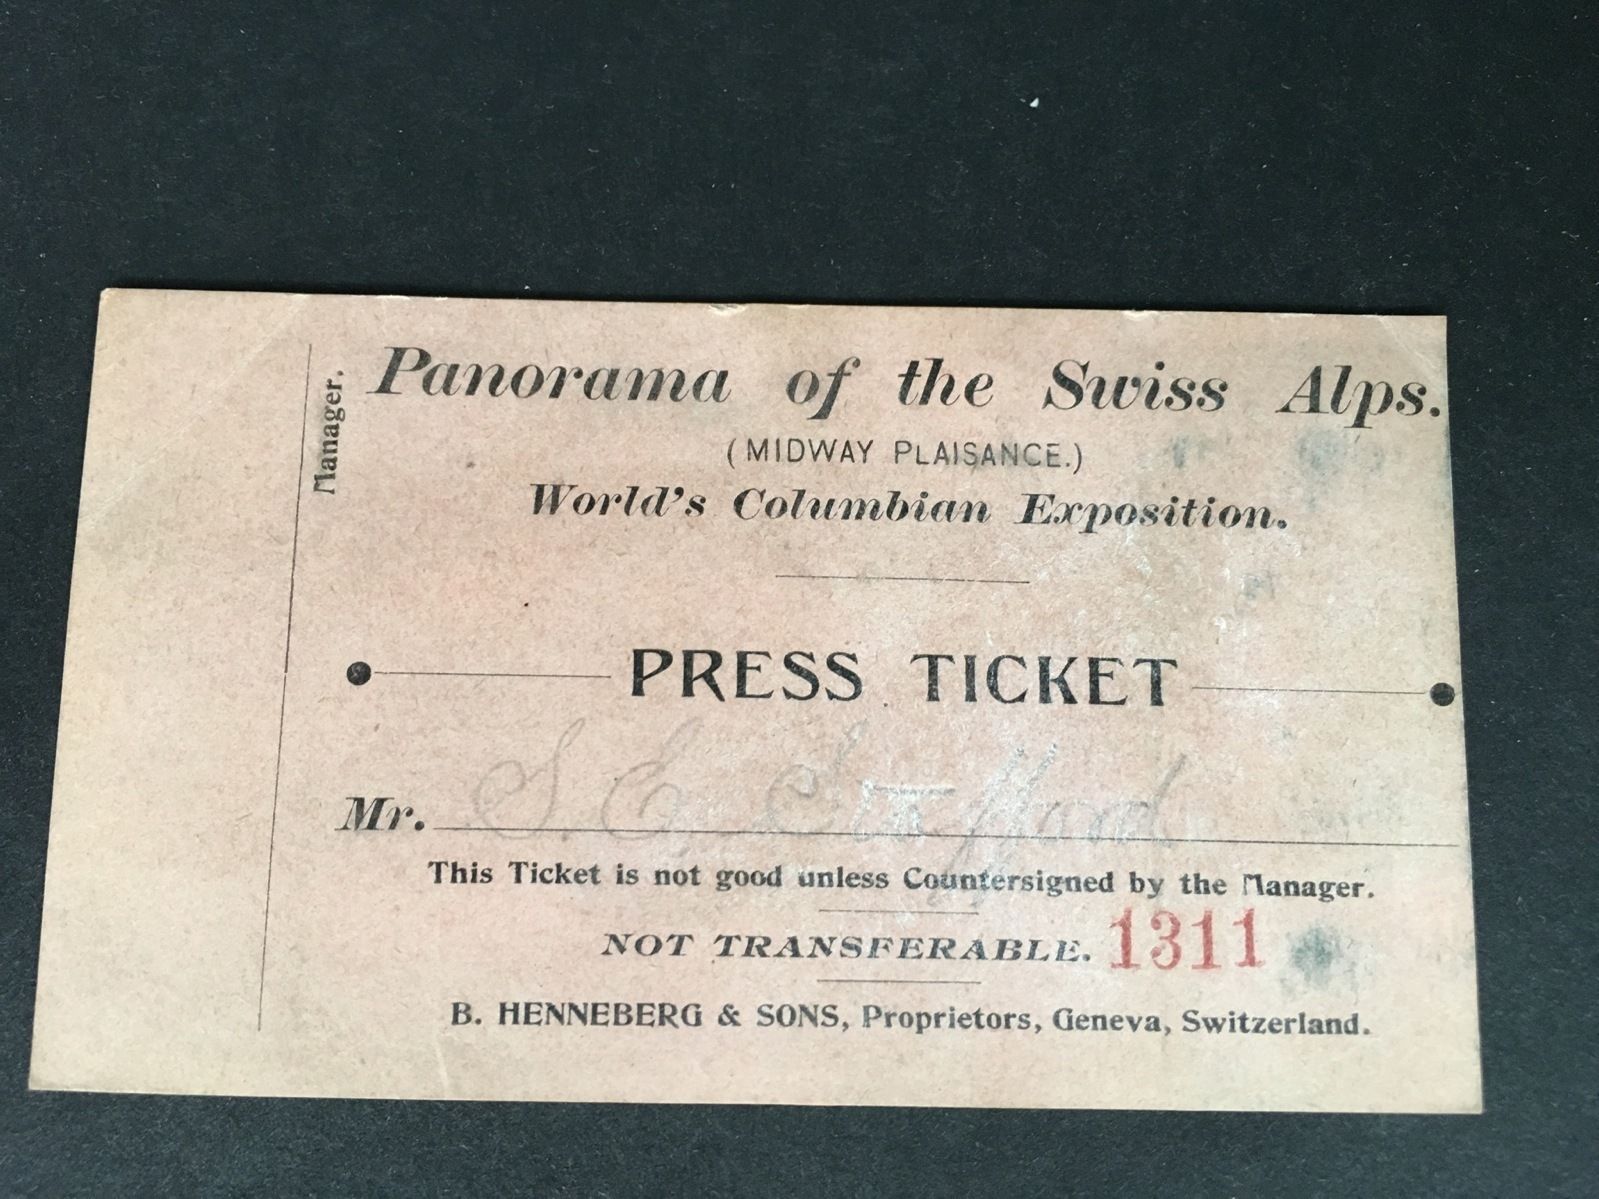 Manager.
Panorama of the Swiss Alps.
(MIDWAY PLAISANCE.)
World's Columbian Exposition.
PRESS TICKET
Mr. S. E. Stafford
This Ticket is not good unless Countersigned by the Manager.
NOT TRANSFERABLE. 1311
B. HENNEBERG & SONS, Proprietors, Geneva, Switzerland.